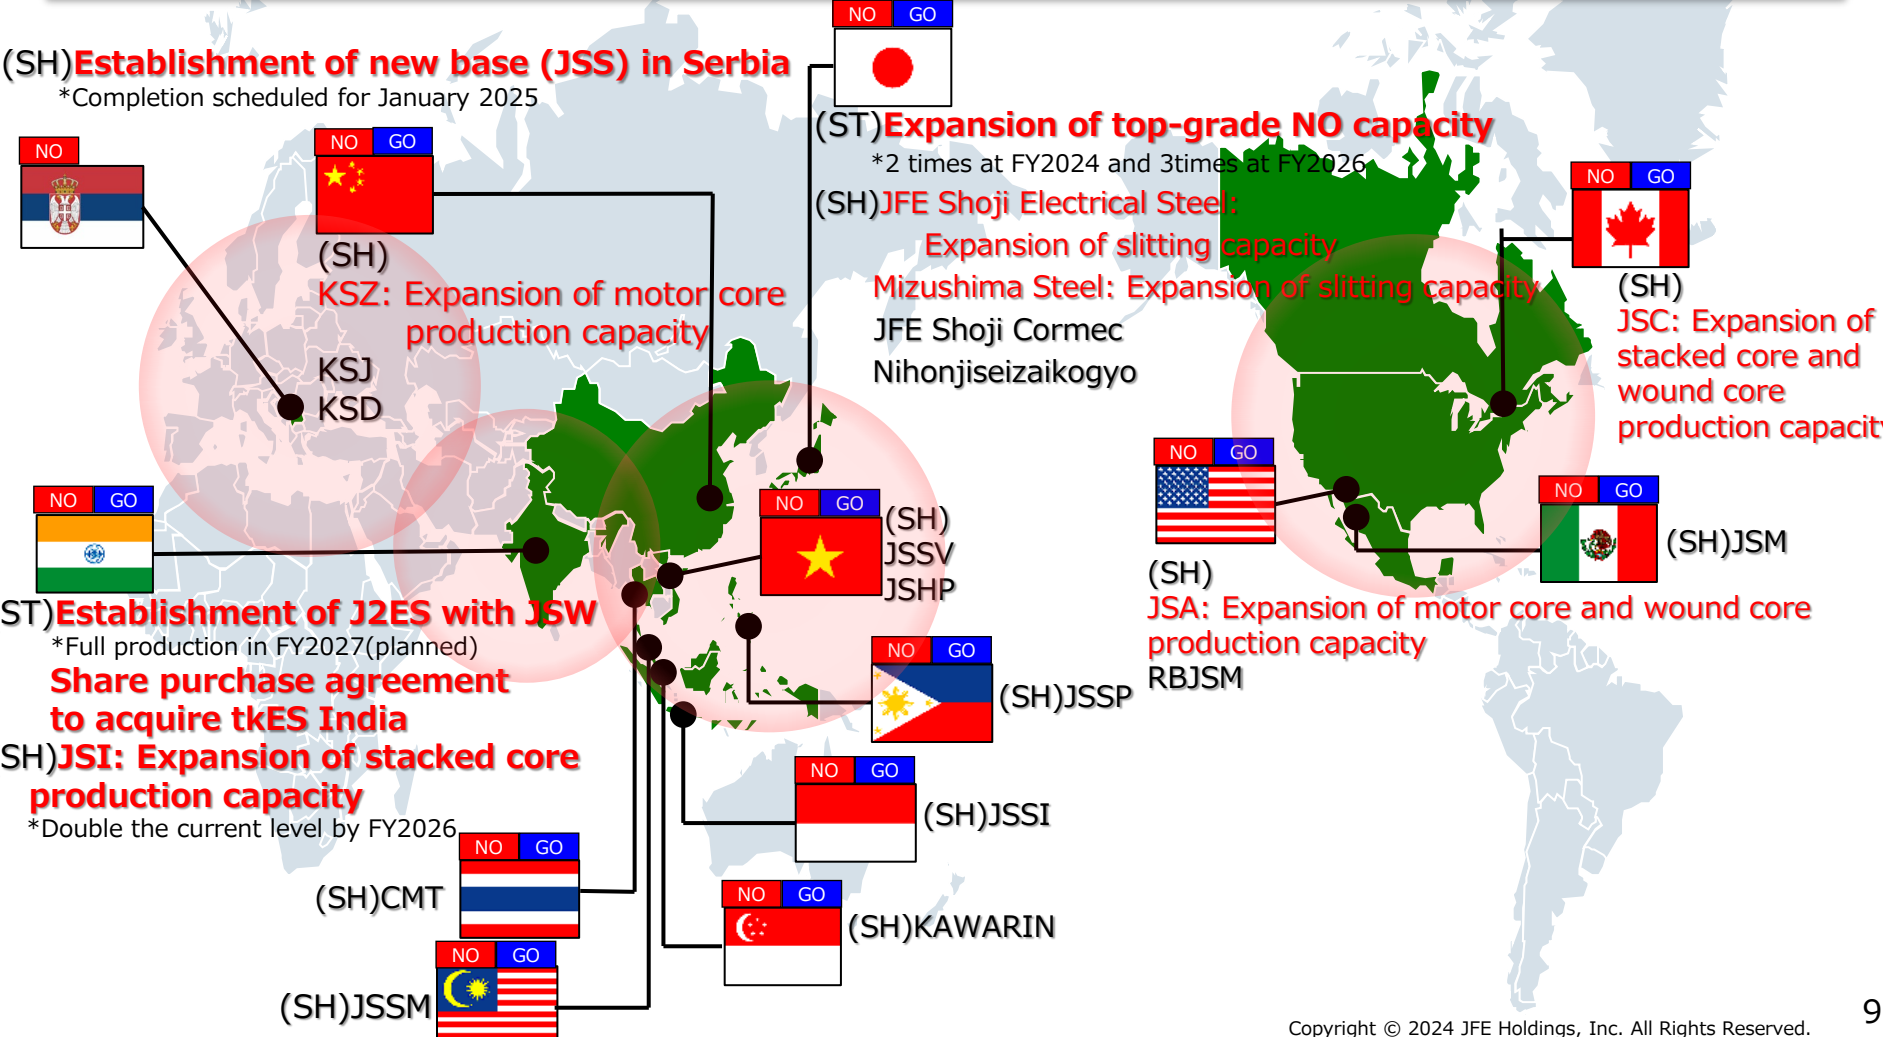 NO GO
(SH)Establishment of new base (JSS) in Serbia
*Completion scheduled for January 2025
NO
NO GO
(SH)
KSZ: Expansion of motor core
production capacity
KSJ
KSD
(ST)Expansion of top-grade NO capacity
*2 times at FY2024 and 3times at FY2026
(SH)JFE Shoji Electrical Steel:
Expansion of slitting capacity
Mizushima Steel: Expansion of slitting capacity
JFE Shoji Cormec
Nihonjiseizaikogyo
NO GO
(SH)
JSC: Expansion of
stacked core and
wound core
production capacity
NO GO
ST)Establishment of J2ES with JSW
*Full production in FY2027(planned)
Share purchase agreement
to acquire tkES India
SH)JSI: Expansion of stacked core
production capacity
*Double the current level by FY2026
NO GO
(SH)
JSSV
JSHP
NO GO
(SH)
JSA: Expansion of motor core and wound core
production capacity
RBJSM
NO GO
(SH)JSM
NO GO
(SH)JSSP
NO GO
(SH)JSSI
NO GO
(SH)CMT
NO GO
(SH)KAWARIN
NO GO
(SH)JSSM
Copyright © 2024 JFE Holdings, Inc. All Rights Reserved.
9